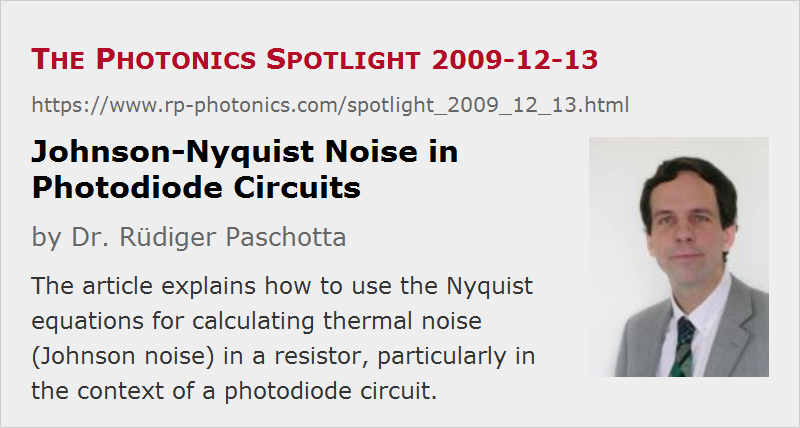 The Photonics Spotlight 2009-12-13
https://www.rp-photonics.com/spotlight_2009_12_13.html
Johnson-Nyquist Noise in
Photodiode Circuits
by Dr. Rüdiger Paschotta
The article explains how to use the Nyquist
equations for calculating thermal noise
(Johnson noise) in a resistor, particularly in
the context of a photodiode circuit.